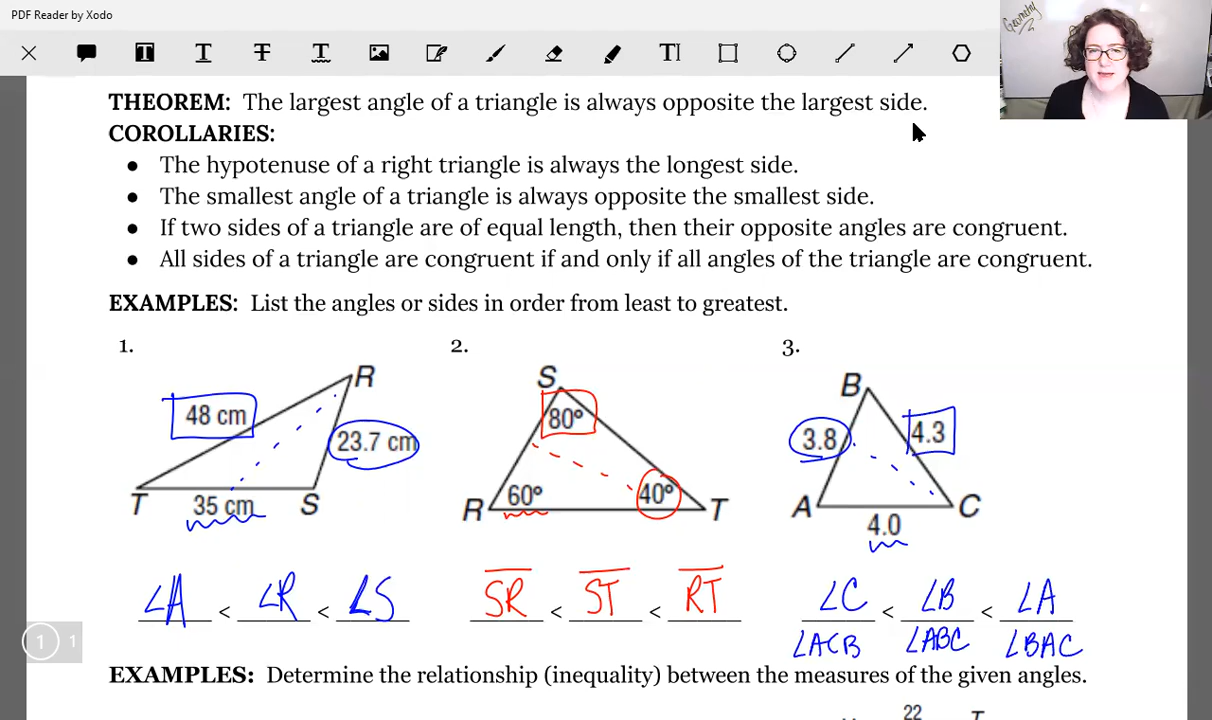 PDF Reader by Xodo
Geometry
THEOREM: The largest angle of a triangle is always opposite the largest side.
COROLLARIES:
● The hypotenuse of a right triangle is always the longest side.
● The smallest angle of a triangle is always opposite the smallest side.
● If two sides of a triangle are of equal length, then their opposite angles are congruent.
● All sides of a triangle are congruent if and only if all angles of the triangle are congruent.
EXAMPLES: List the angles or sides in order from least to greatest.
1. 2. 3.
R
48 cm
23.7 cm
T 35 cm S
S
80°
60° 40°
R T
B
3.8 4.3
A C
4.0
∠A < ∠R < ∠S
SR < ST < RT
∠C < ∠B < ∠A
∠ACB ∠ABC ∠BAC
1 1
EXAMPLES: Determine the relationship (inequality) between the measures of the given angles.
22 T